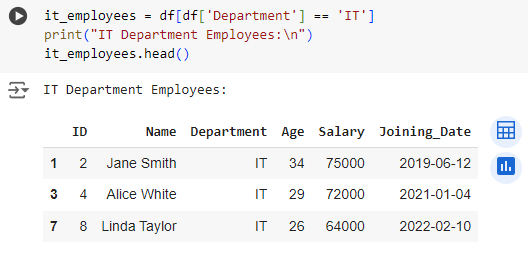 it_employees = df[df['Department'] == 'IT']
print("IT Department Employees:\n")
it_employees.head()
IT Department Employees:
ID Name Department Age Salary Joining_Date
1 2 Jane Smith IT 34 75000 2019-06-12
3 4 Alice White IT 29 72000 2021-01-04
7 8 Linda Taylor IT 26 64000 2022-02-10